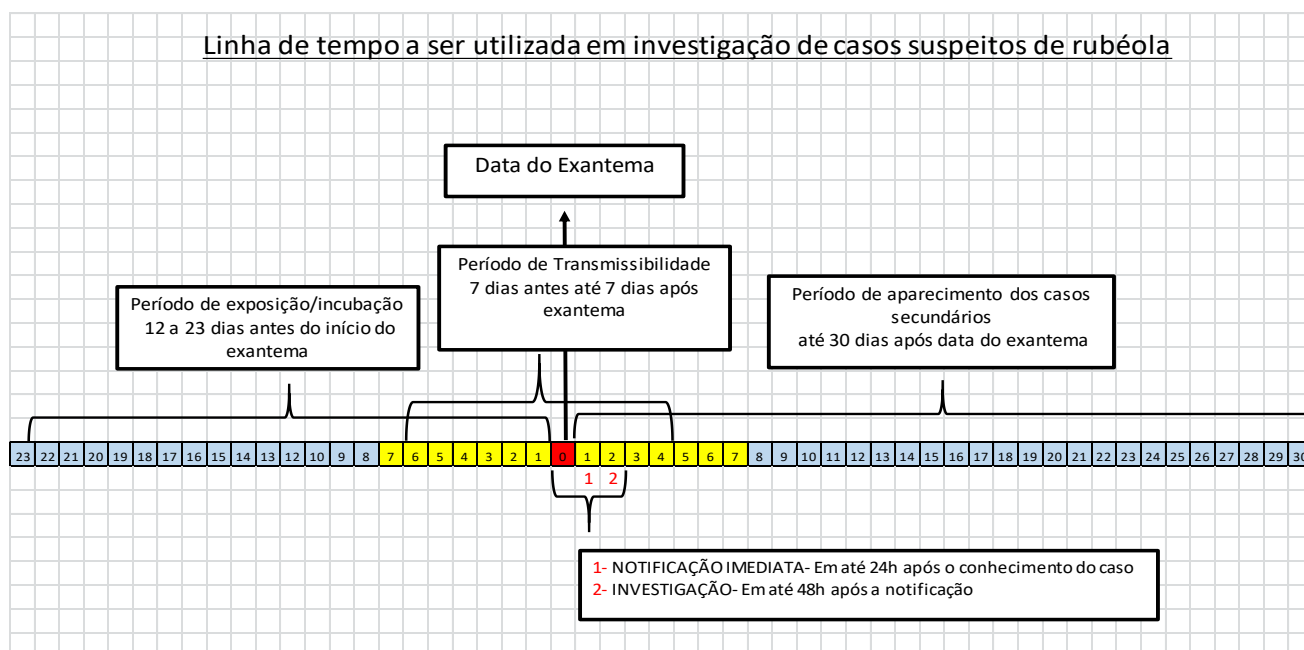 Linha de tempo a ser utilizada em investigação de casos suspeitos de rubéola
Data do Exantema
Período de Transmissibilidade
7 dias antes até 7 dias após
exantema
Período de exposição/incubação
12 a 23 dias antes do início do
exantema
Período de aparecimento dos casos
secundários
até 30 dias após data do exantema
23 22 21 20 19 18 17 16 15 14 13 12 10 9 8 7 6 5 4 3 2 1 0 1 2 3 4 5 6 7 8 9 10 11 12 13 14 15 16 17 18 19 20 21 22 23 24 25 26 27 28 29 30
1 2
1- NOTIFICAÇÃO IMEDIATA- Em até 24h após o conhecimento do caso
2- INVESTIGAÇÃO- Em até 48h após a notificação